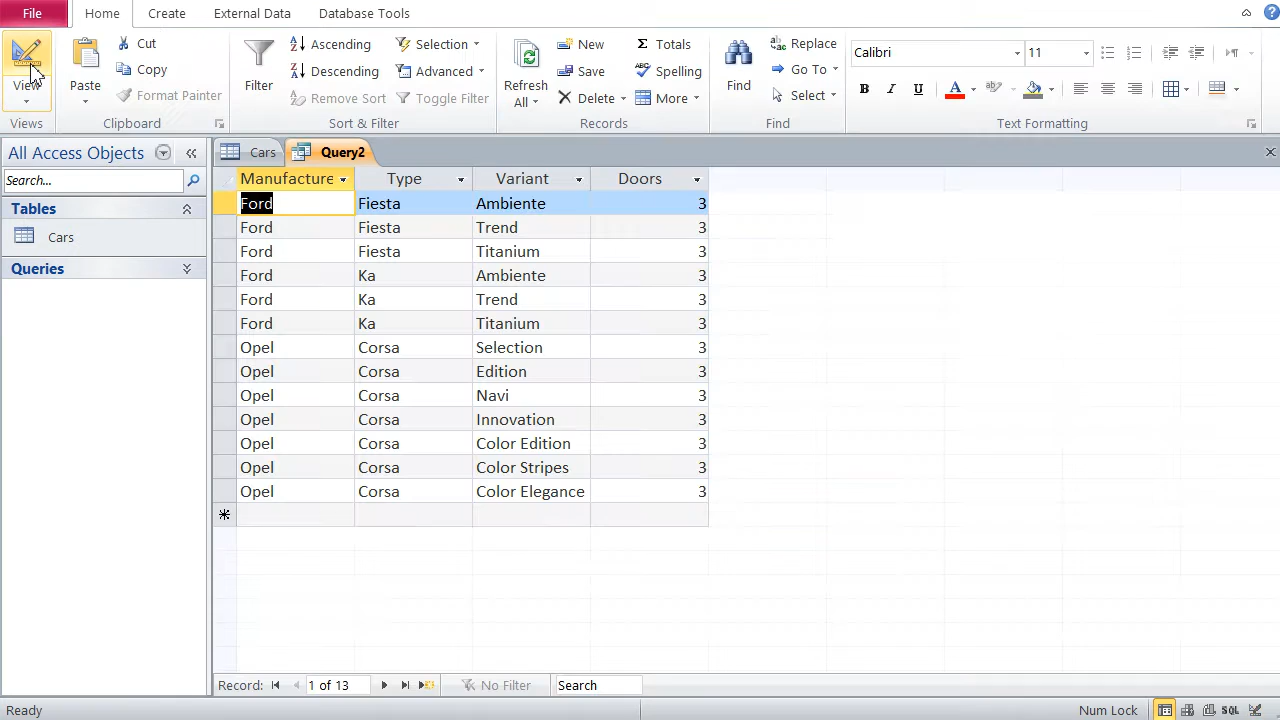 File Home Create External Data Database Tools
View Paste Cut Copy Format Painter Filter Ascending Descending Remove Sort Selection Advanced Toggle Filter Refresh All New Save Delete Totals Spelling More Find Replace Go To Select Calibri 11 B I U A
Views Clipboard Sort & Filter Records Find Text Formatting
All Access Objects Cars Query2
Search... Manufacture Type Variant Doors
Tables
Cars
Queries
Ford Fiesta Ambiente 3
Ford Fiesta Trend 3
Ford Fiesta Titanium 3
Ford Ka Ambiente 3
Ford Ka Trend 3
Ford Ka Titanium 3
Opel Corsa Selection 3
Opel Corsa Edition 3
Opel Corsa Navi 3
Opel Corsa Innovation 3
Opel Corsa Color Edition 3
Opel Corsa Color Stripes 3
Opel Corsa Color Elegance 3
Record: 1 of 13 No Filter Search
Ready Num Lock SQL